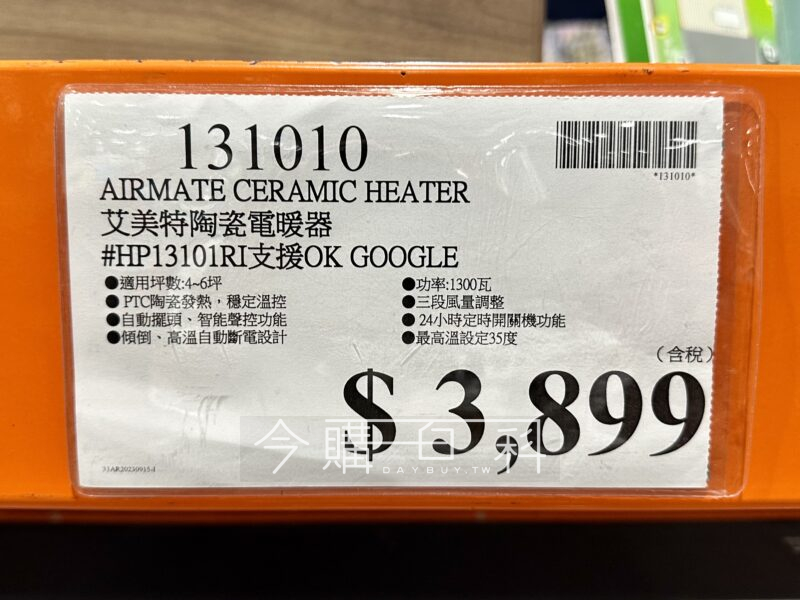 131010
*131010*
AIRMATE CERAMIC HEATER
艾美特陶瓷電暖器
#HP13101RI支援OK GOOGLE
●適用坪數:4~6坪
●功率:1300瓦
●PTC陶瓷發熱，穩定溫控
●三段風量調整
●自動擺頭、智能聲控功能
●24小時定時開關機功能
●傾倒、高溫自動斷電設計
●最高溫設定35度
(含稅)
$ 3,899
今購百科
DAYBUY.TW